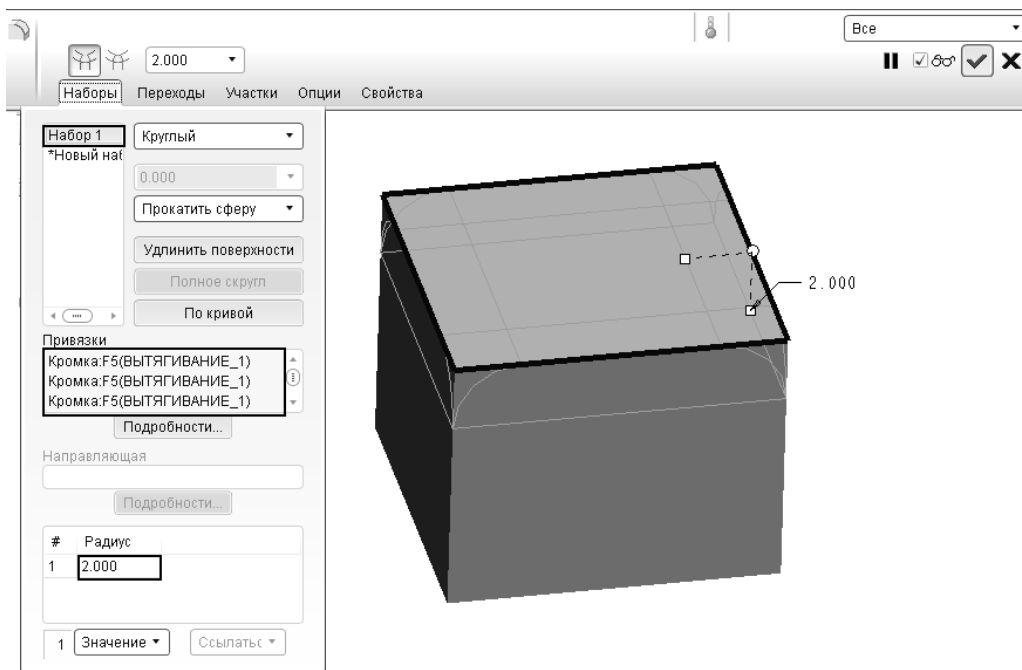 Все
2.000
Наборы Переходы Участки Опции Свойства
Набор 1 Круглый
*Новый наб
0.000
Прокатить сферу
Удлинить поверхности
Полное скругл
По кривой
2.000
Привязки
Кромка:F5(ВЫТЯГИВАНИЕ_1)
Кромка:F5(ВЫТЯГИВАНИЕ_1)
Кромка:F5(ВЫТЯГИВАНИЕ_1)
Подробности...
Направляющая
Подробности...
# Радиус
1 2.000
1 Значение Ссылатьс